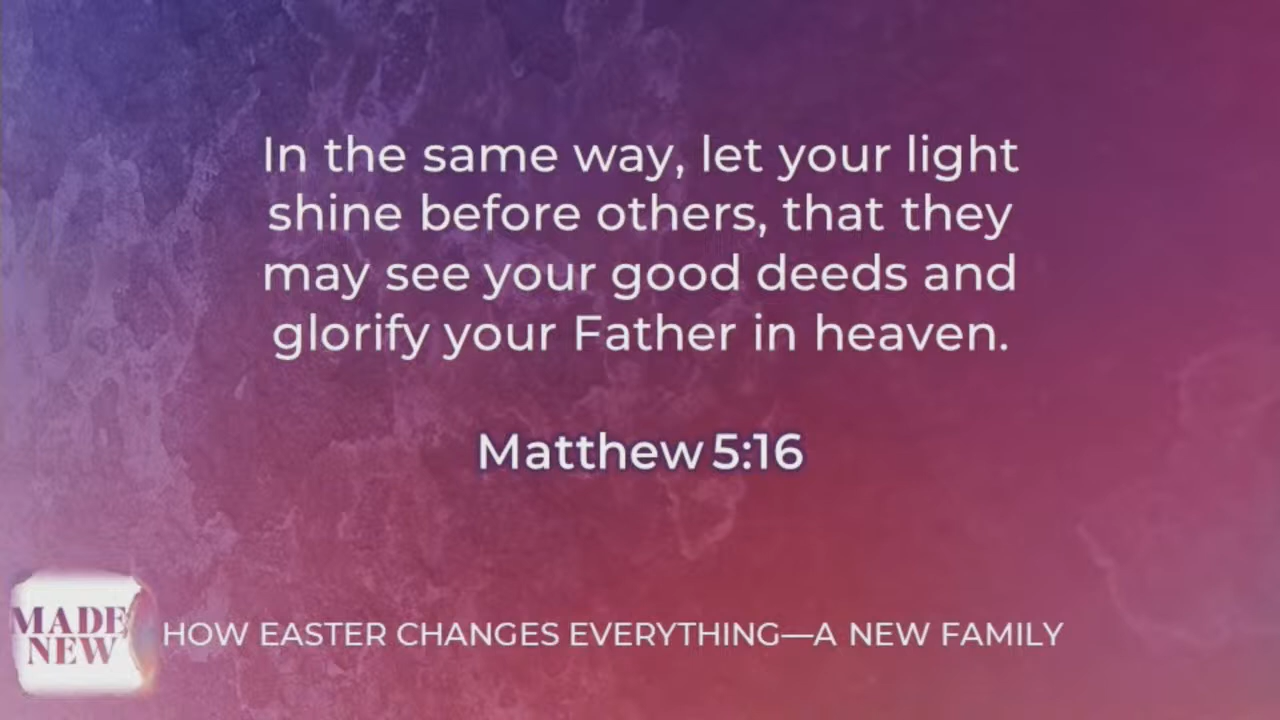 In the same way, let your light
shine before others, that they
may see your good deeds and
glorify your Father in heaven.
Matthew 5:16
MADE
NEW
HOW EASTER CHANGES EVERYTHING—A NEW FAMILY